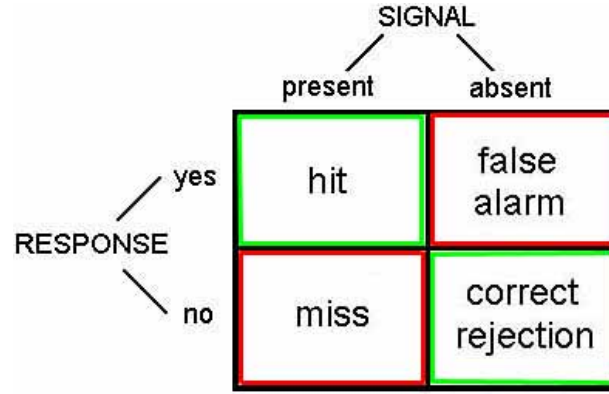 SIGNAL
present absent
yes hit false
alarm
RESPONSE
no miss correct
rejection